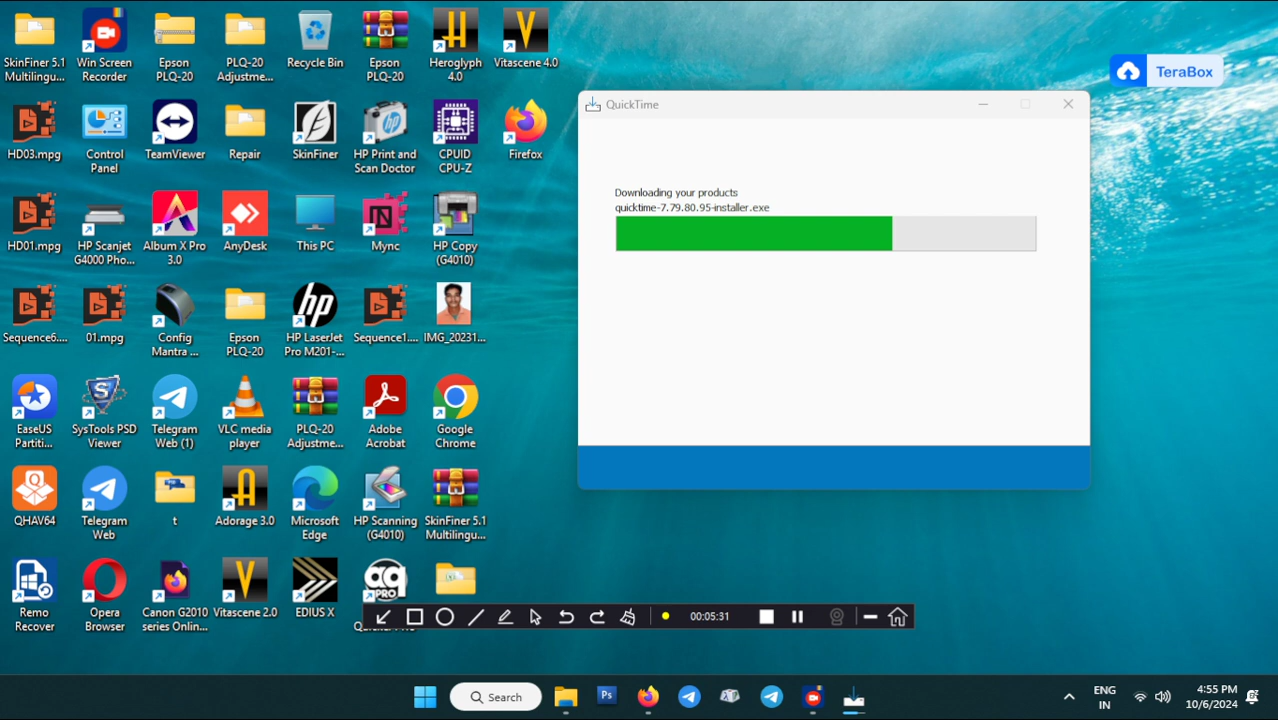 SkinFiner 5.1
Multilingu...
Win Screen
Recorder
Epson
PLQ-20
PLQ-20
Adjustme...
Recycle Bin
Epson
PLQ-20
Heroglyph
4.0
Vitascene 4.0
TeraBox
QuickTime
HD03.mpg
Control
Panel
TeamViewer
Repair
SkinFiner
HP Print and
Scan Doctor
CPUID
CPU-Z
Firefox
Downloading your products
quicktime-7.79.80.95-installer.exe
HD01.mpg
HP Scanjet
G4000 Pho...
Album X Pro
3.0
AnyDesk
This PC
Mync
HP Copy
(G4010)
Sequence6....
01.mpg
Config
Mantra ...
Epson
PLQ-20
HP LaserJet
Pro M201-...
Sequence1....
IMG_20231...
EaseUS
Partiti...
SysTools PSD
Viewer
Telegram
Web (1)
VLC media
player
PLQ-20
Adjustme...
Adobe
Acrobat
Google
Chrome
QHAV64
Telegram
Web
t
Adorage 3.0
Microsoft
Edge
HP Scanning
(G4010)
SkinFiner 5.1
Multilingu...
Remo
Recover
Opera
Browser
Canon G2010
series Onlin...
Vitascene 2.0
EDIUS X
PRO
00:05:31
Search
Ps
ENG
IN
4:55 PM
10/6/2024